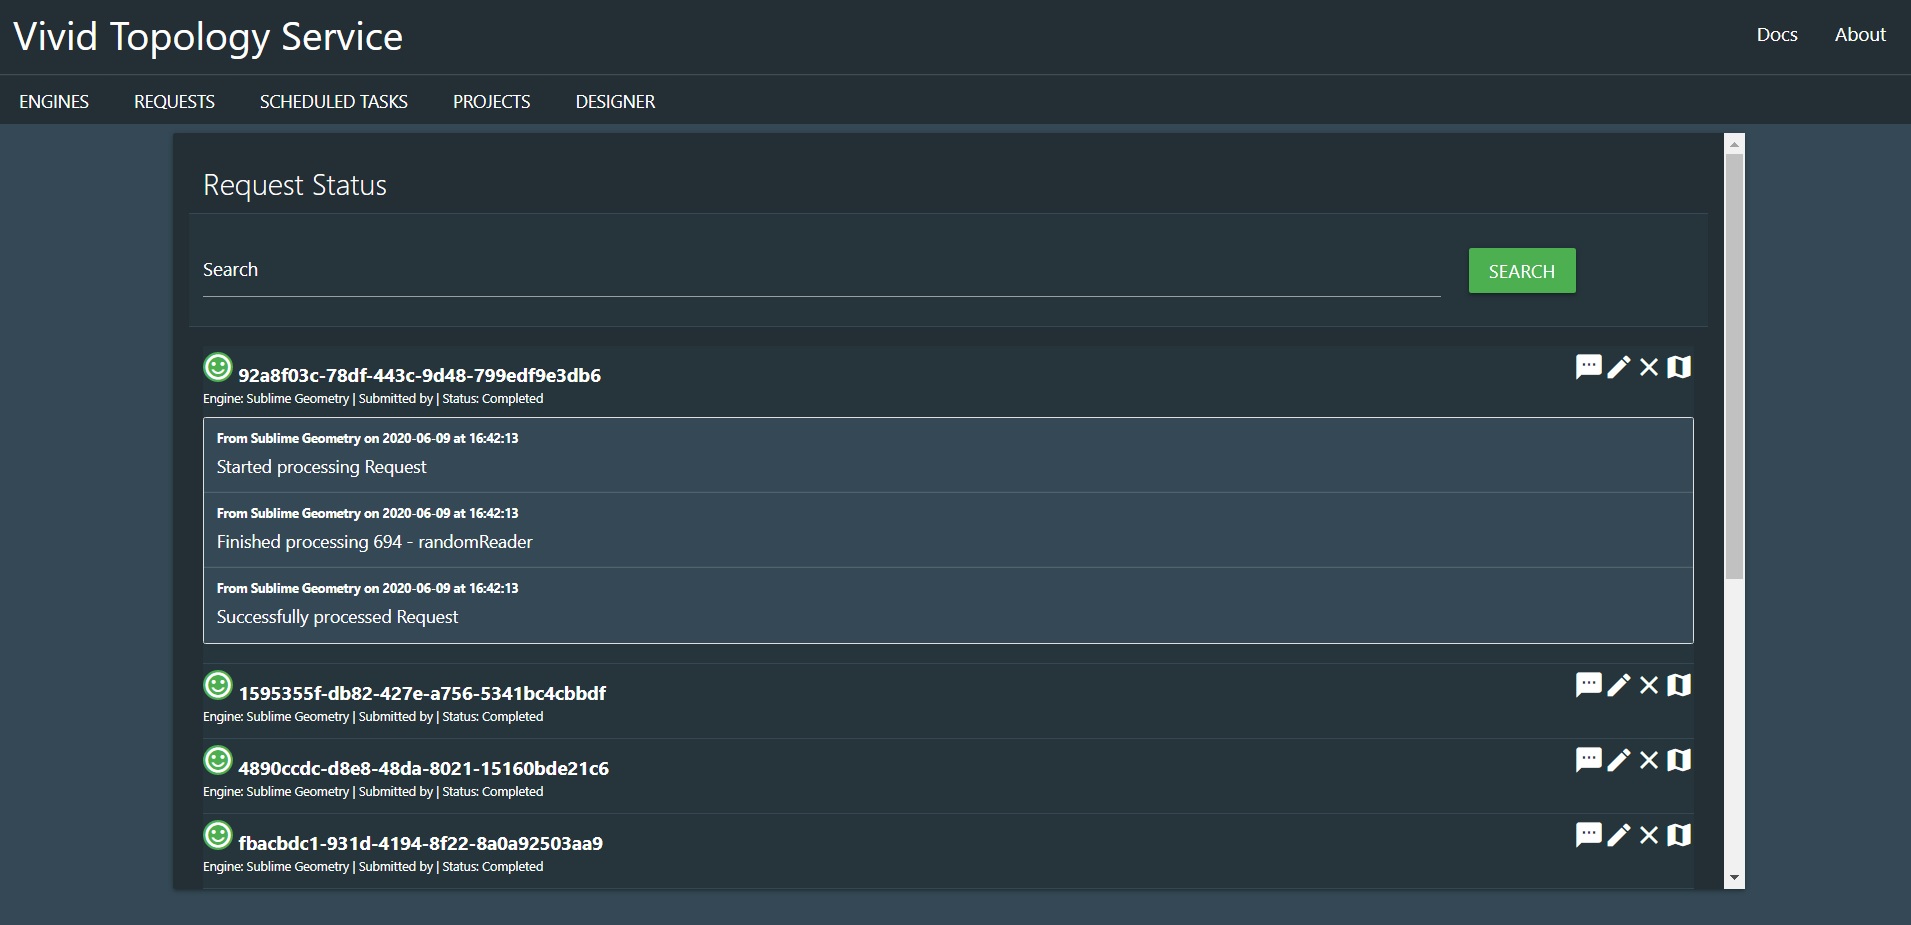 Vivid Topology Service
Docs About
ENGINES REQUESTS SCHEDULED TASKS PROJECTS DESIGNER
Request Status
Search
SEARCH
92a8f03c-78df-443c-9d48-799edf9e3db6
Engine: Sublime Geometry | Submitted by | Status: Completed
From Sublime Geometry on 2020-06-09 at 16:42:13
Started processing Request
From Sublime Geometry on 2020-06-09 at 16:42:13
Finished processing 694 - randomReader
From Sublime Geometry on 2020-06-09 at 16:42:13
Successfully processed Request
1595355f-db82-427e-a756-5341bc4cbbdf
Engine: Sublime Geometry | Submitted by | Status: Completed
4890ccdc-d8e8-48da-8021-15160bde21c6
Engine: Sublime Geometry | Submitted by | Status: Completed
fbacbdc1-931d-4194-8f22-8a0a92503aa9
Engine: Sublime Geometry | Submitted by | Status: Completed